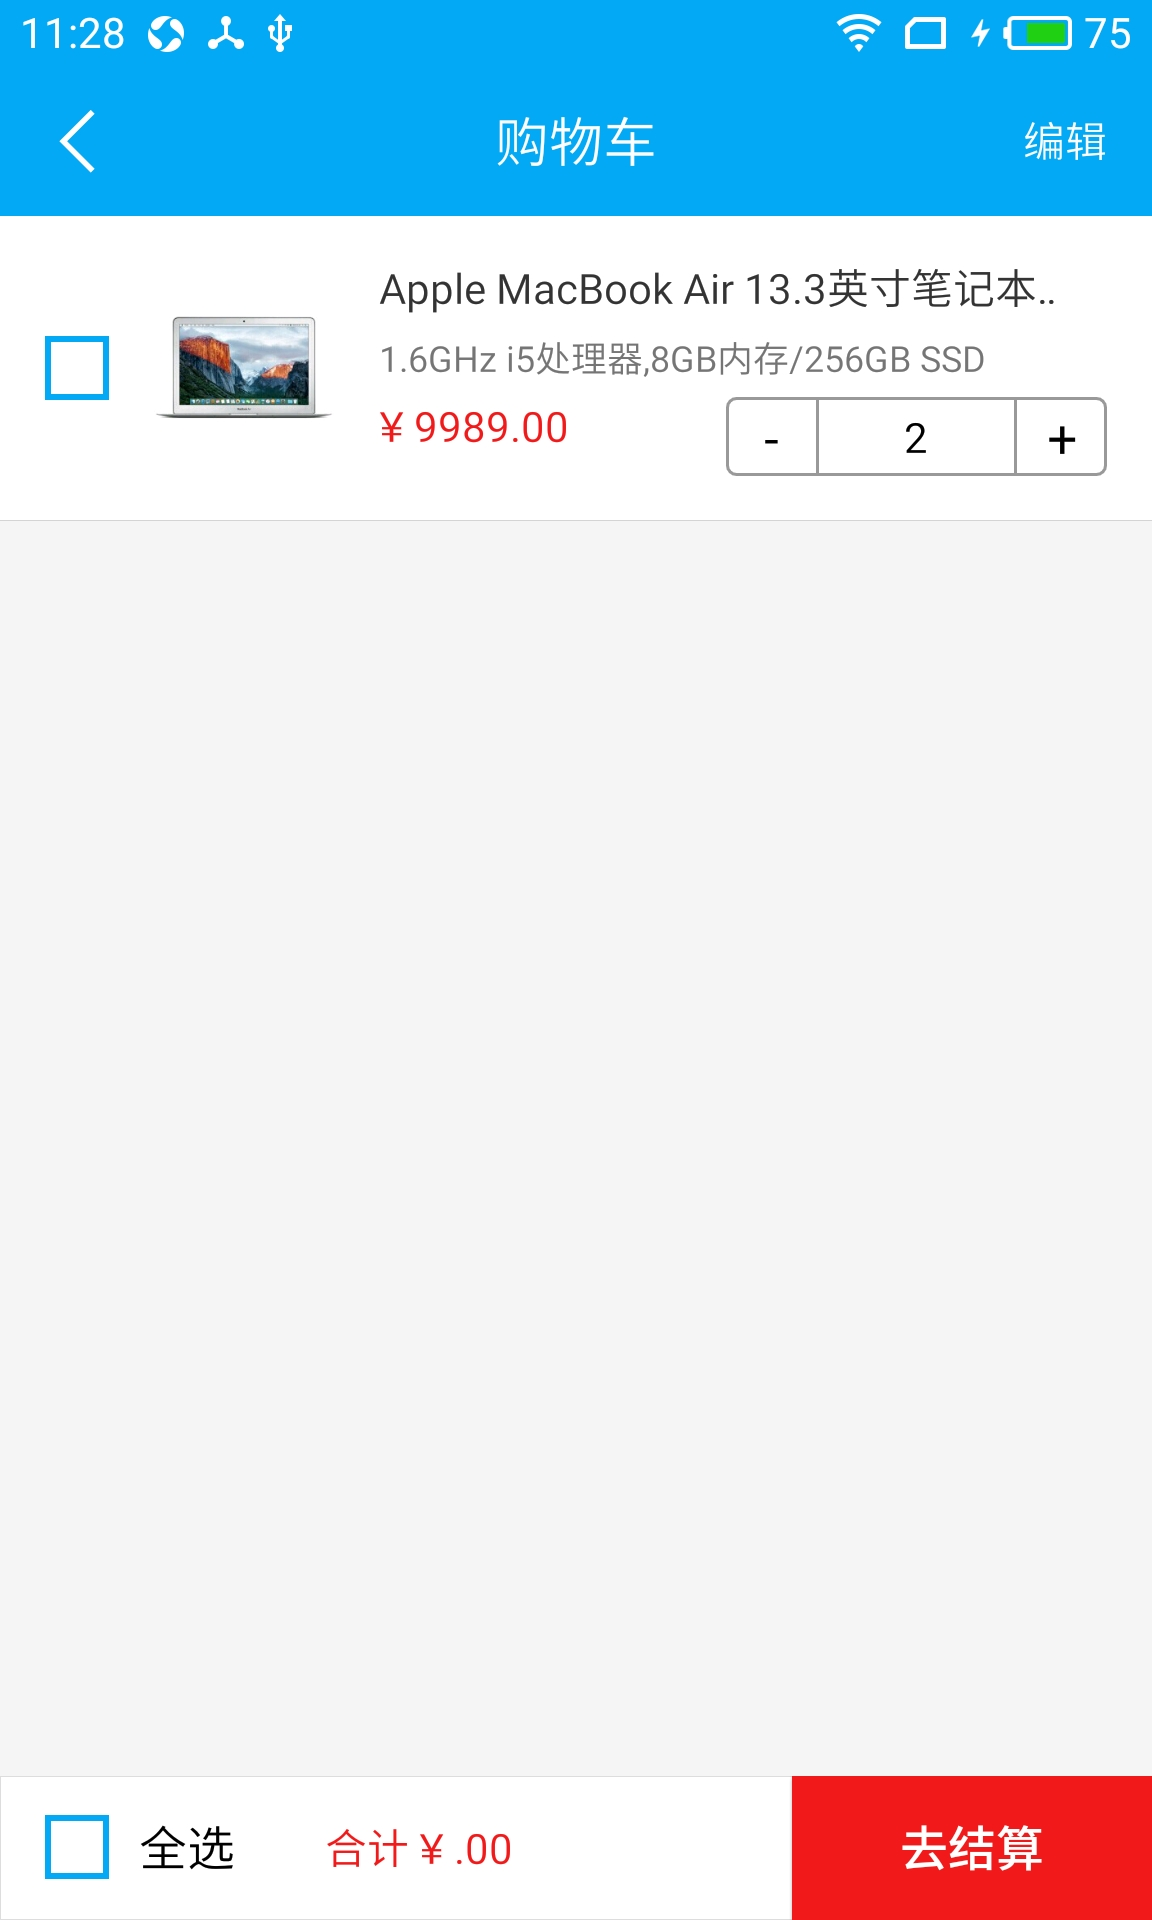 11:28
75
购物车
编辑
Apple MacBook Air 13.3英寸笔记本..
1.6GHz i5处理器,8GB内存/256GB SSD
¥ 9989.00
- 2 +
全选
合计 ¥ .00
去结算